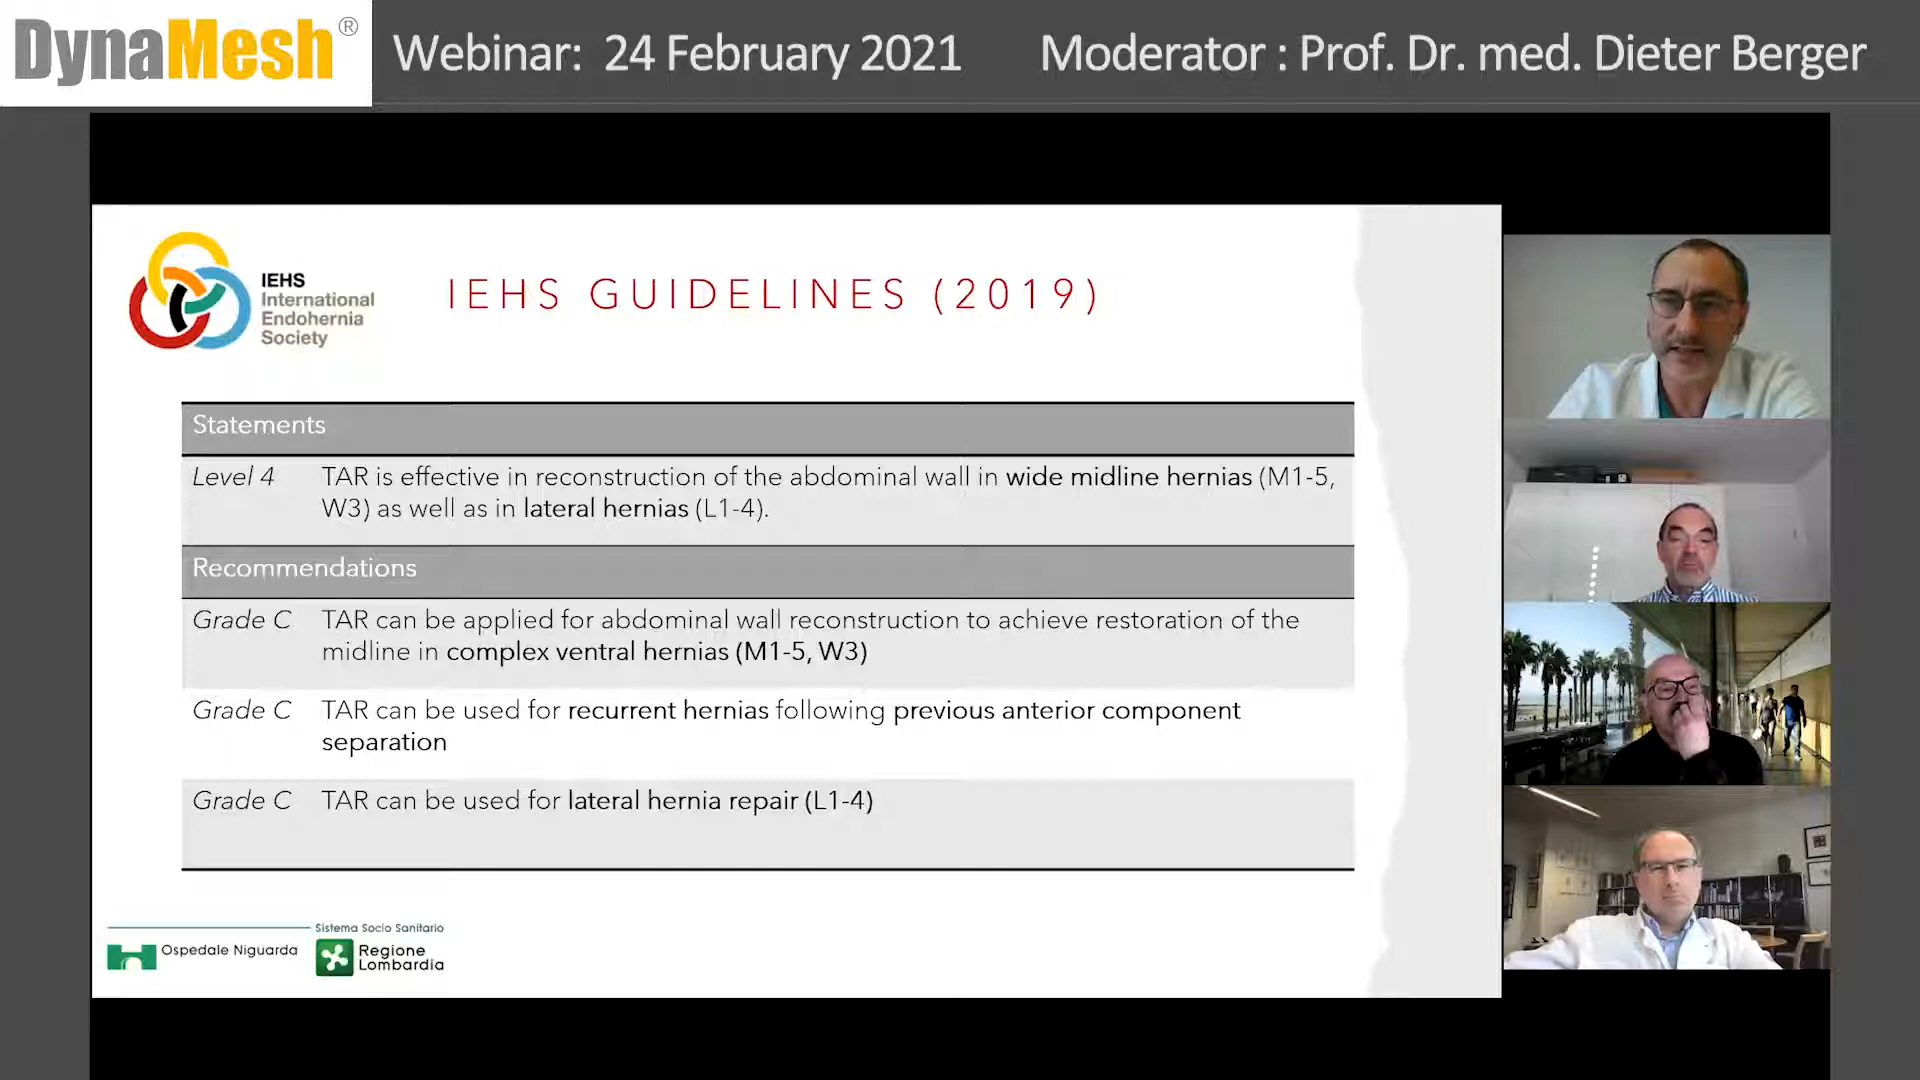 DynaMesh®
Webinar: 24 February 2021 Moderator : Prof. Dr. med. Dieter Berger
IEHS
International
Endohernia
Society
IEHS GUIDELINES (2019)
Statements
Level 4 TAR is effective in reconstruction of the abdominal wall in wide midline hernias (M1-5,
W3) as well as in lateral hernias (L1-4).
Recommendations
Grade C TAR can be applied for abdominal wall reconstruction to achieve restoration of the
midline in complex ventral hernias (M1-5, W3)
Grade C TAR can be used for recurrent hernias following previous anterior component
separation
Grade C TAR can be used for lateral hernia repair (L1-4)
Ospedale Niguarda
Sistema Socio Sanitario
Regione
Lombardia